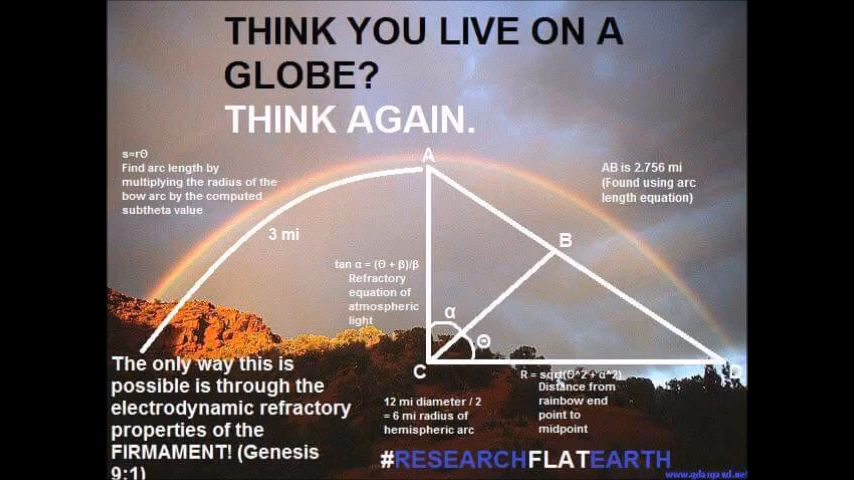 THINK YOU LIVE ON A
GLOBE?
THINK AGAIN.
s=rΘ
Find arc length by
multiplying the radius of the
bow arc by the computed
subtheta value
A
AB is 2.756 mi
(Found using arc
length equation)
3 mi
B
tan α = (Θ + β)/β
Refractory
equation of
atmospheric
light
α
Θ
The only way this is
possible is through the
electrodynamic refractory
properties of the
FIRMAMENT! (Genesis
9:1)
C
D
12 mi diameter / 2
= 6 mi radius of
hemispheric arc
R = sqrt(Θ^2 + α^2)
Distance from
rainbow end
point to
midpoint
#RESEARCHFLATEARTH